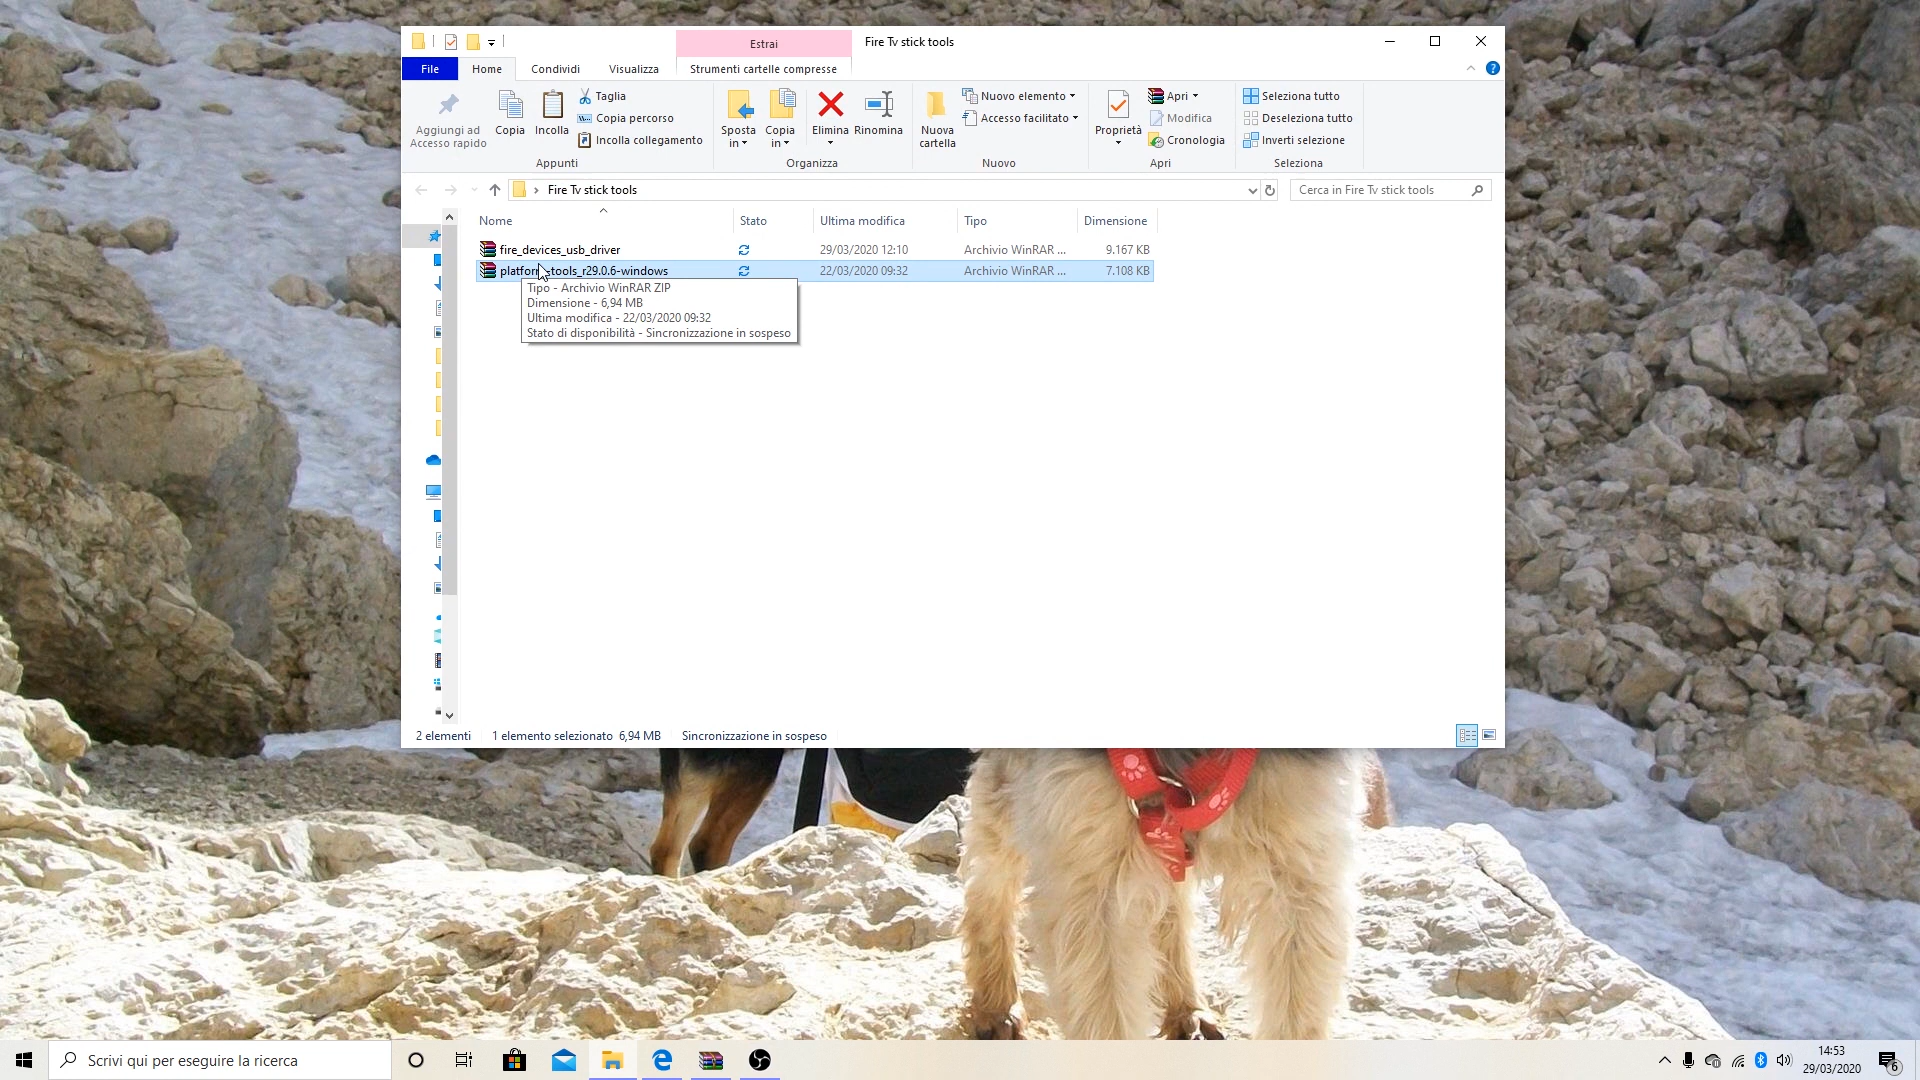 Estrai
Fire Tv stick tools
File
Home
Condividi
Visualizza
Strumenti cartelle compresse
Aggiungi ad
Accesso rapido
Copia
Incolla
Taglia
Copia percorso
Incolla collegamento
Appunti
Sposta
in
Copia
in
Elimina
Rinomina
Organizza
Nuova
cartella
Nuovo elemento
Accesso facilitato
Nuovo
Proprietà
Apri
Modifica
Cronologia
Apri
Seleziona tutto
Deseleziona tutto
Inverti selezione
Seleziona
Fire Tv stick tools
Cerca in Fire Tv stick tools
Nome Stato Ultima modifica Tipo Dimensione
fire_devices_usb_driver 29/03/2020 12:10 Archivio WinRAR ... 9.167 KB
platform-tools_r29.0.6-windows 22/03/2020 09:32 Archivio WinRAR ... 7.108 KB
Tipo - Archivio WinRAR ZIP
Dimensione - 6,94 MB
Ultima modifica - 22/03/2020 09:32
Stato di disponibilità - Sincronizzazione in sospeso
2 elementi 1 elemento selezionato 6,94 MB Sincronizzazione in sospeso
Scrivi qui per eseguire la ricerca
14:53
29/03/2020
6